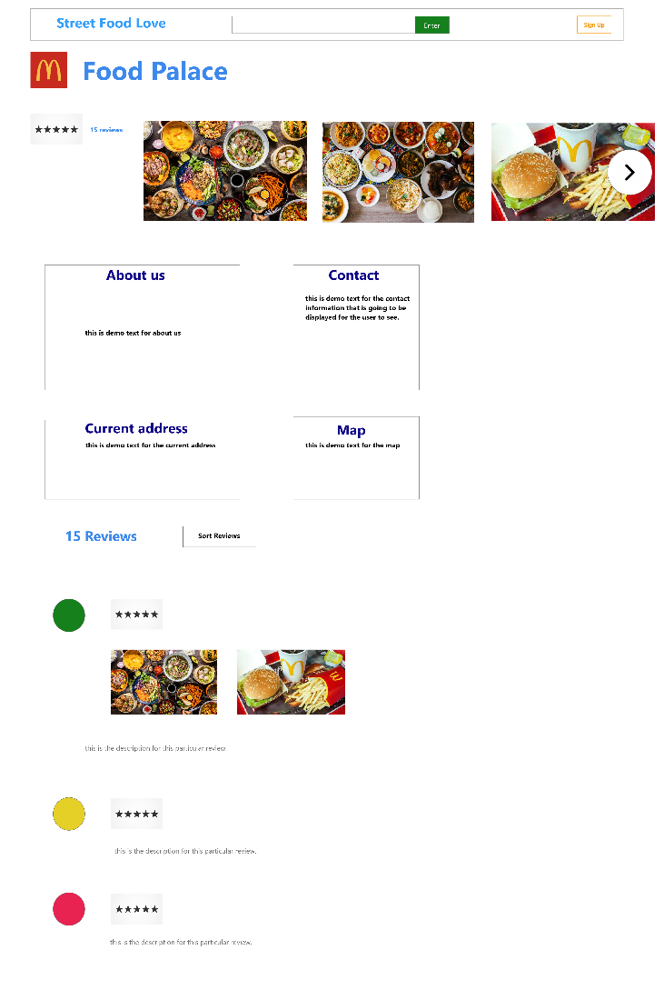 Street Food Love
Enter
Sign Up
Food Palace
15 reviews
About us
this is demo text for about us
Contact
this is demo text for the contact
information that is going to be
displayed for the user to see.
Current address
this is demo text for the current address
Map
this is demo text for the map
15 Reviews
Sort Reviews
this is the description for this particular review
this is the description for this particular review.
this is the description for this particular review.